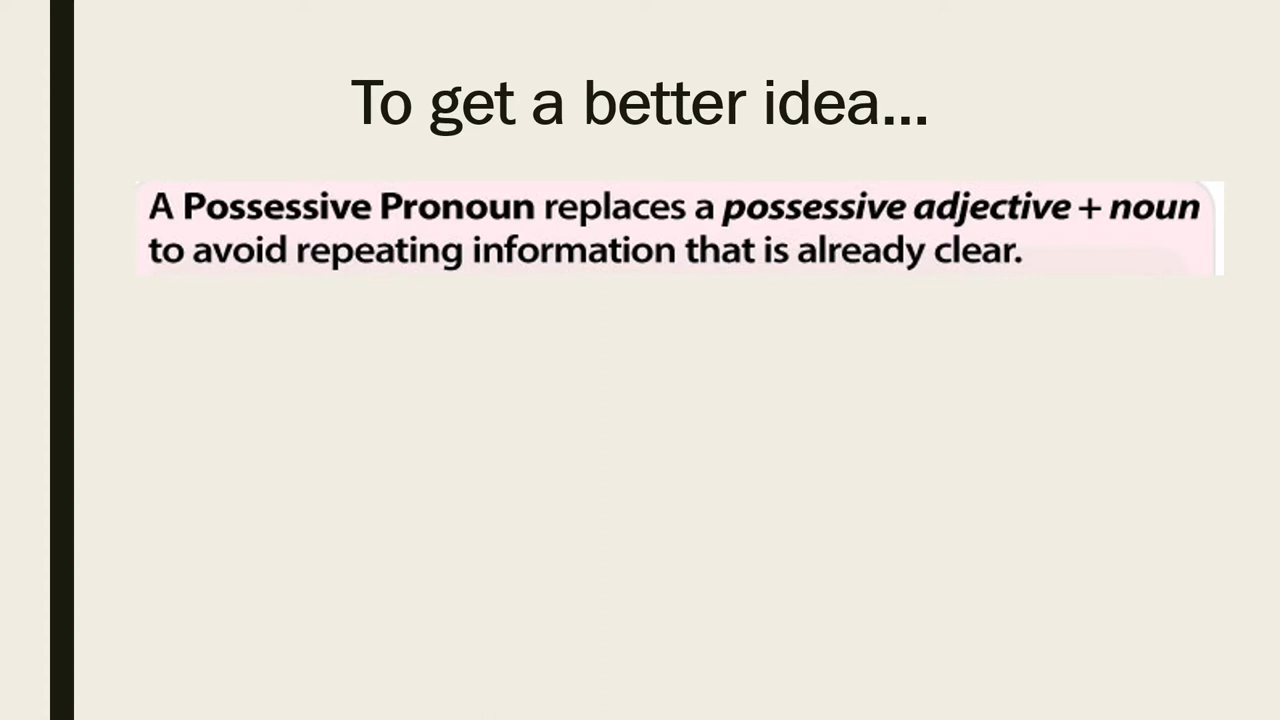 To get a better idea...
A Possessive Pronoun replaces a possessive adjective + noun
to avoid repeating information that is already clear.